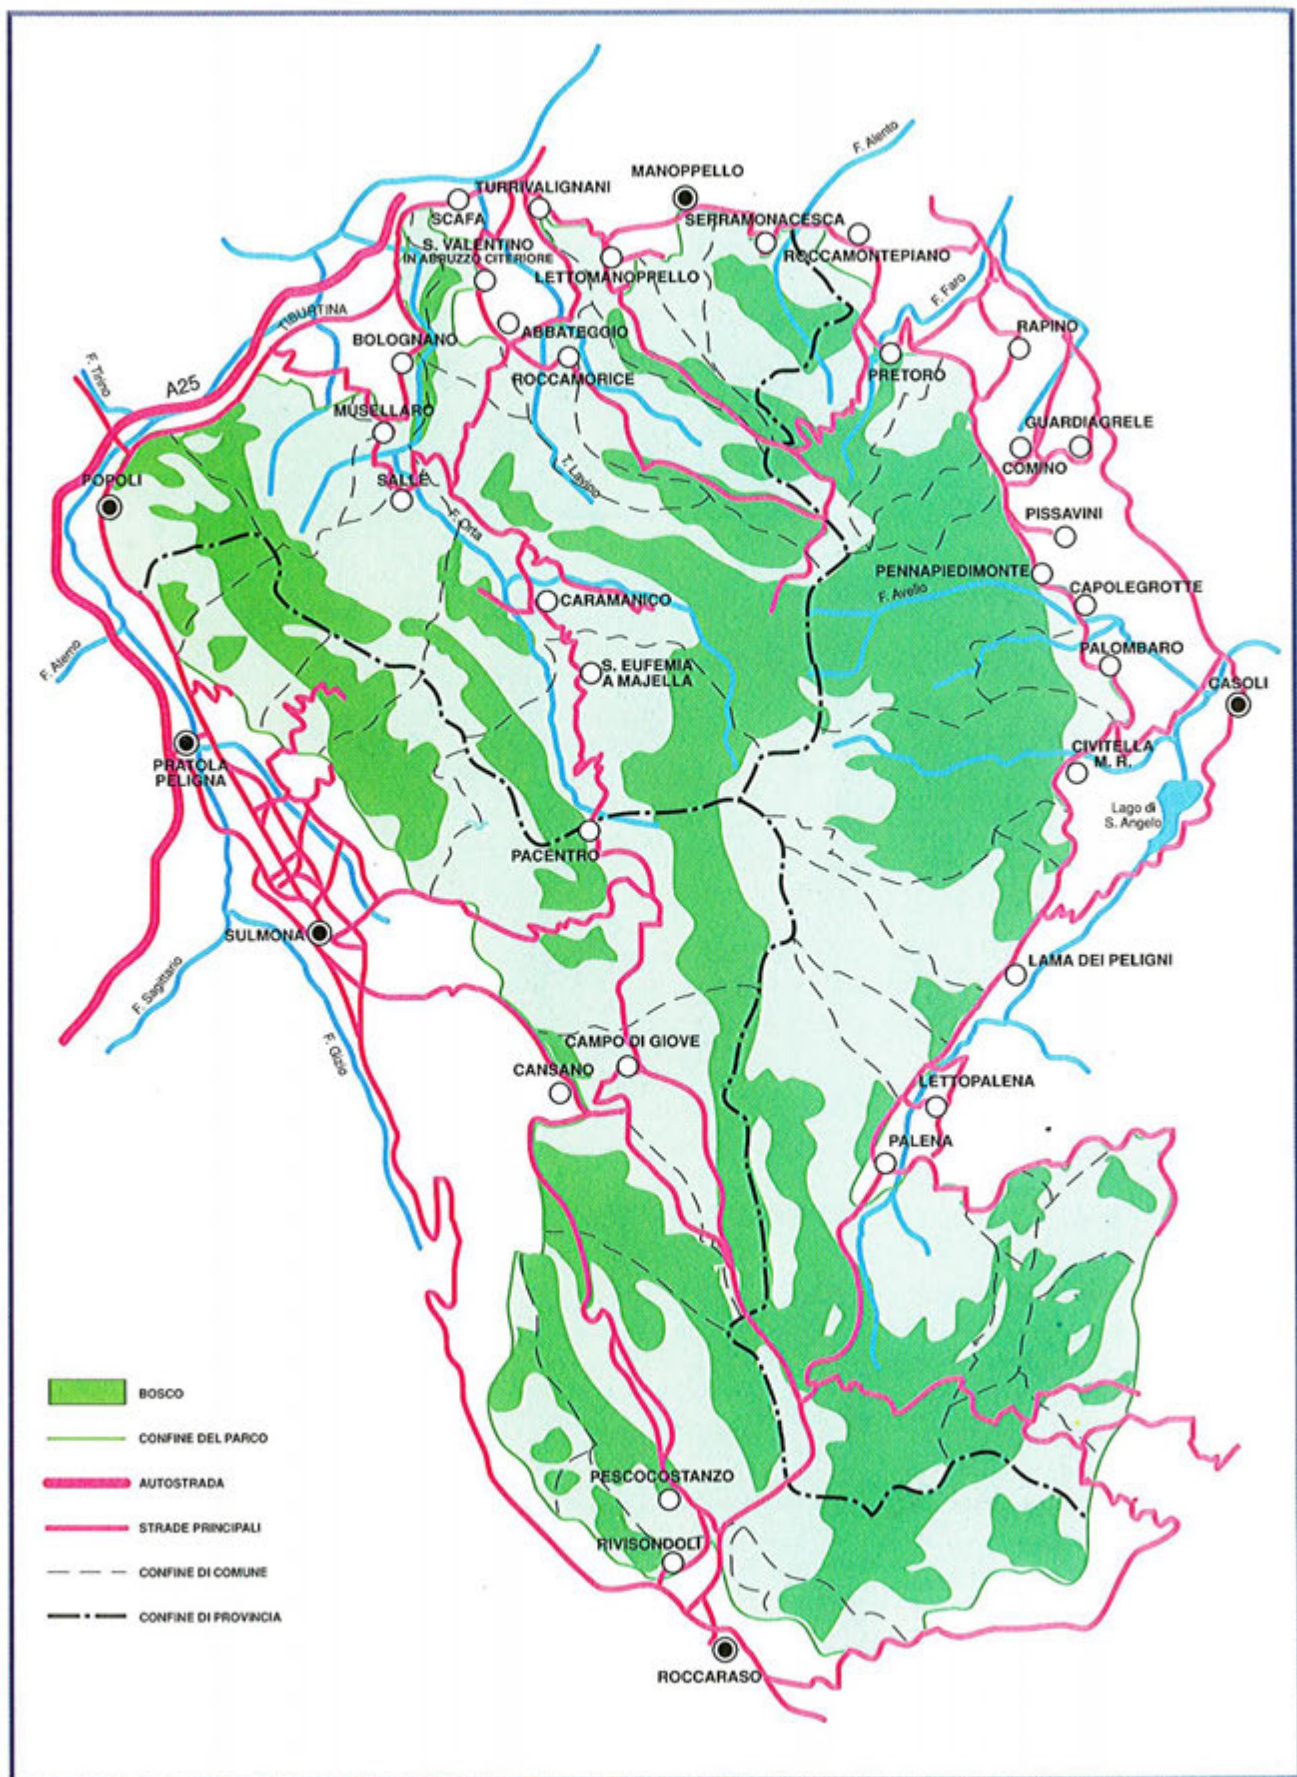 F. Alento
MANOPPELLO
TURRIVALIGNANI
SCAFA
SERRAMONACESCA
S. VALENTINO
IN ABRUZZO CITERIORE
ROCCAMONTEPIANO
LETTOMANOPRELLO
F. Faro
TIBURTINA
ABBATEGGIO
RAPINO
BOLOGNANO
F. Tirino
A25
ROCCAMORICE
PRETORO
MUSELLARO
GUARDIAGRELE
COMINO
T. Lavino
POPOLI
SALLE
PISSAVINI
F. Orta
PENNAPIEDIMONTE
CAPOLEGROTTE
F. Avello
CARAMANICO
F. Aterno
PALOMBARO
S. EUFEMIA
A MAJELLA
CASOLI
PRATOLA
PELIGNA
CIVITELLA
M. R.
Lago di
S. Angelo
PACENTRO
SULMONA
LAMA DEI PELIGNI
F. Sagittario
F. Gizio
CAMPO DI GIOVE
CANSANO
LETTOPALENA
PALENA
BOSCO
CONFINE DEL PARCO
AUTOSTRADA
PESCOCOSTANZO
STRADE PRINCIPALI
RIVISONDOLI
CONFINE DI COMUNE
CONFINE DI PROVINCIA
ROCCARASO